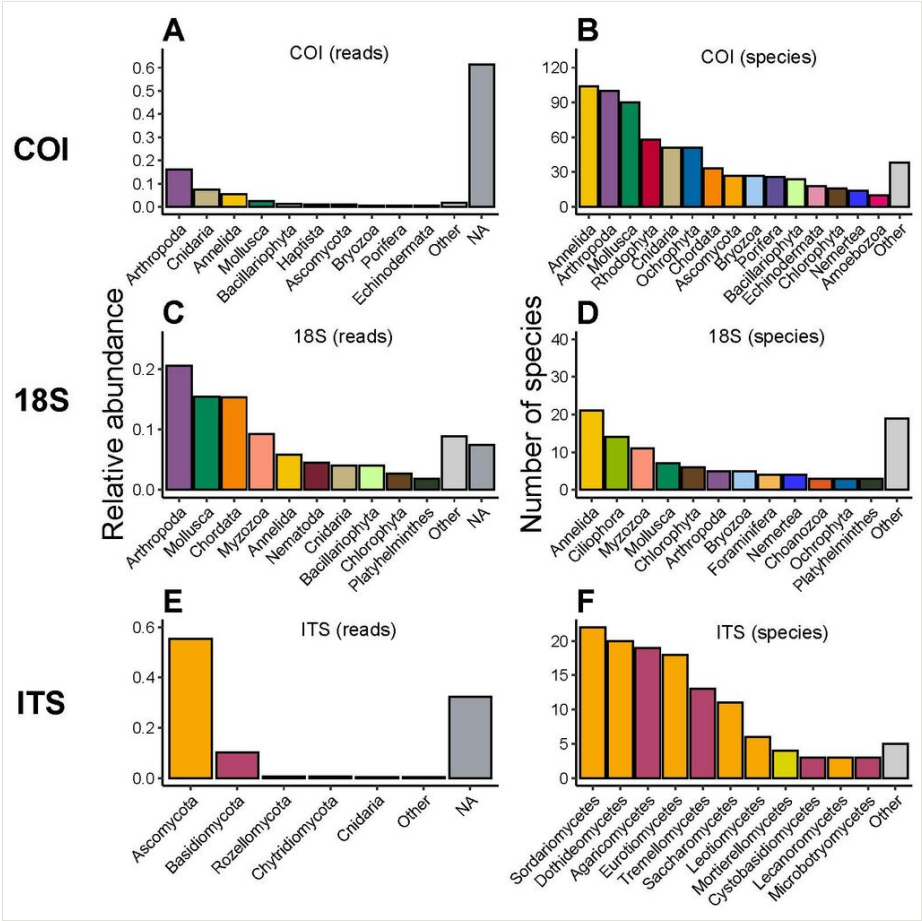 A
COI (reads)
COI
0.6
0.5
0.4
0.3
0.2
0.1
0.0
Arthropoda
Cnidaria
Annelida
Mollusca
Bacillariophyta
Haptista
Ascomycota
Bryozoa
Porifera
Echinodermata
Other
NA
B
COI (species)
120
90
60
30
0
Annelida
Arthropoda
Mollusca
Rhodophyta
Cnidaria
Ochrophyta
Chordata
Ascomycota
Bryozoa
Porifera
Bacillariophyta
Echinodermata
Chlorophyta
Nemertea
Amoebozoa
Other
Relative abundance
Number of species
C
18S (reads)
18S
0.2
0.1
0.0
Arthropoda
Mollusca
Chordata
Myzozoa
Annelida
Nematoda
Cnidaria
Bacillariophyta
Chlorophyta
Platyhelminthes
Other
NA
D
18S (species)
40
30
20
10
0
Annelida
Ciliophora
Myzozoa
Mollusca
Chlorophyta
Arthropoda
Bryozoa
Foraminifera
Nemertea
Choanozoa
Ochrophyta
Platyhelminthes
Other
E
ITS (reads)
ITS
0.6
0.4
0.2
0.0
Ascomycota
Basidiomycota
Rozellomycota
Chytridiomycota
Cnidaria
Other
NA
F
ITS (species)
20
15
10
5
0
Sordariomycetes
Dothideomycetes
Agaricomycetes
Eurotiomycetes
Tremellomycetes
Saccharomycetes
Leotiomycetes
Mortierellomycetes
Cystobasidiomycetes
Lecanoromycetes
Microbotryomycetes
Other